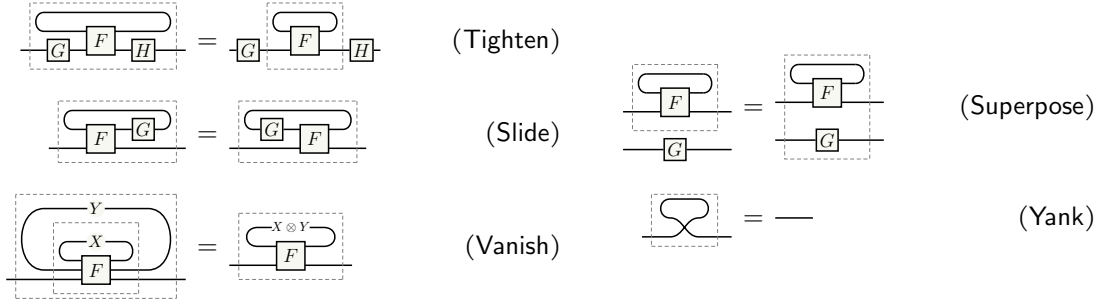 G F H = G F H (Tighten)
F G = G F (Slide)
Y X F = X ⊗ Y F (Vanish)
F G = F G (Superpose)
= (Yank)